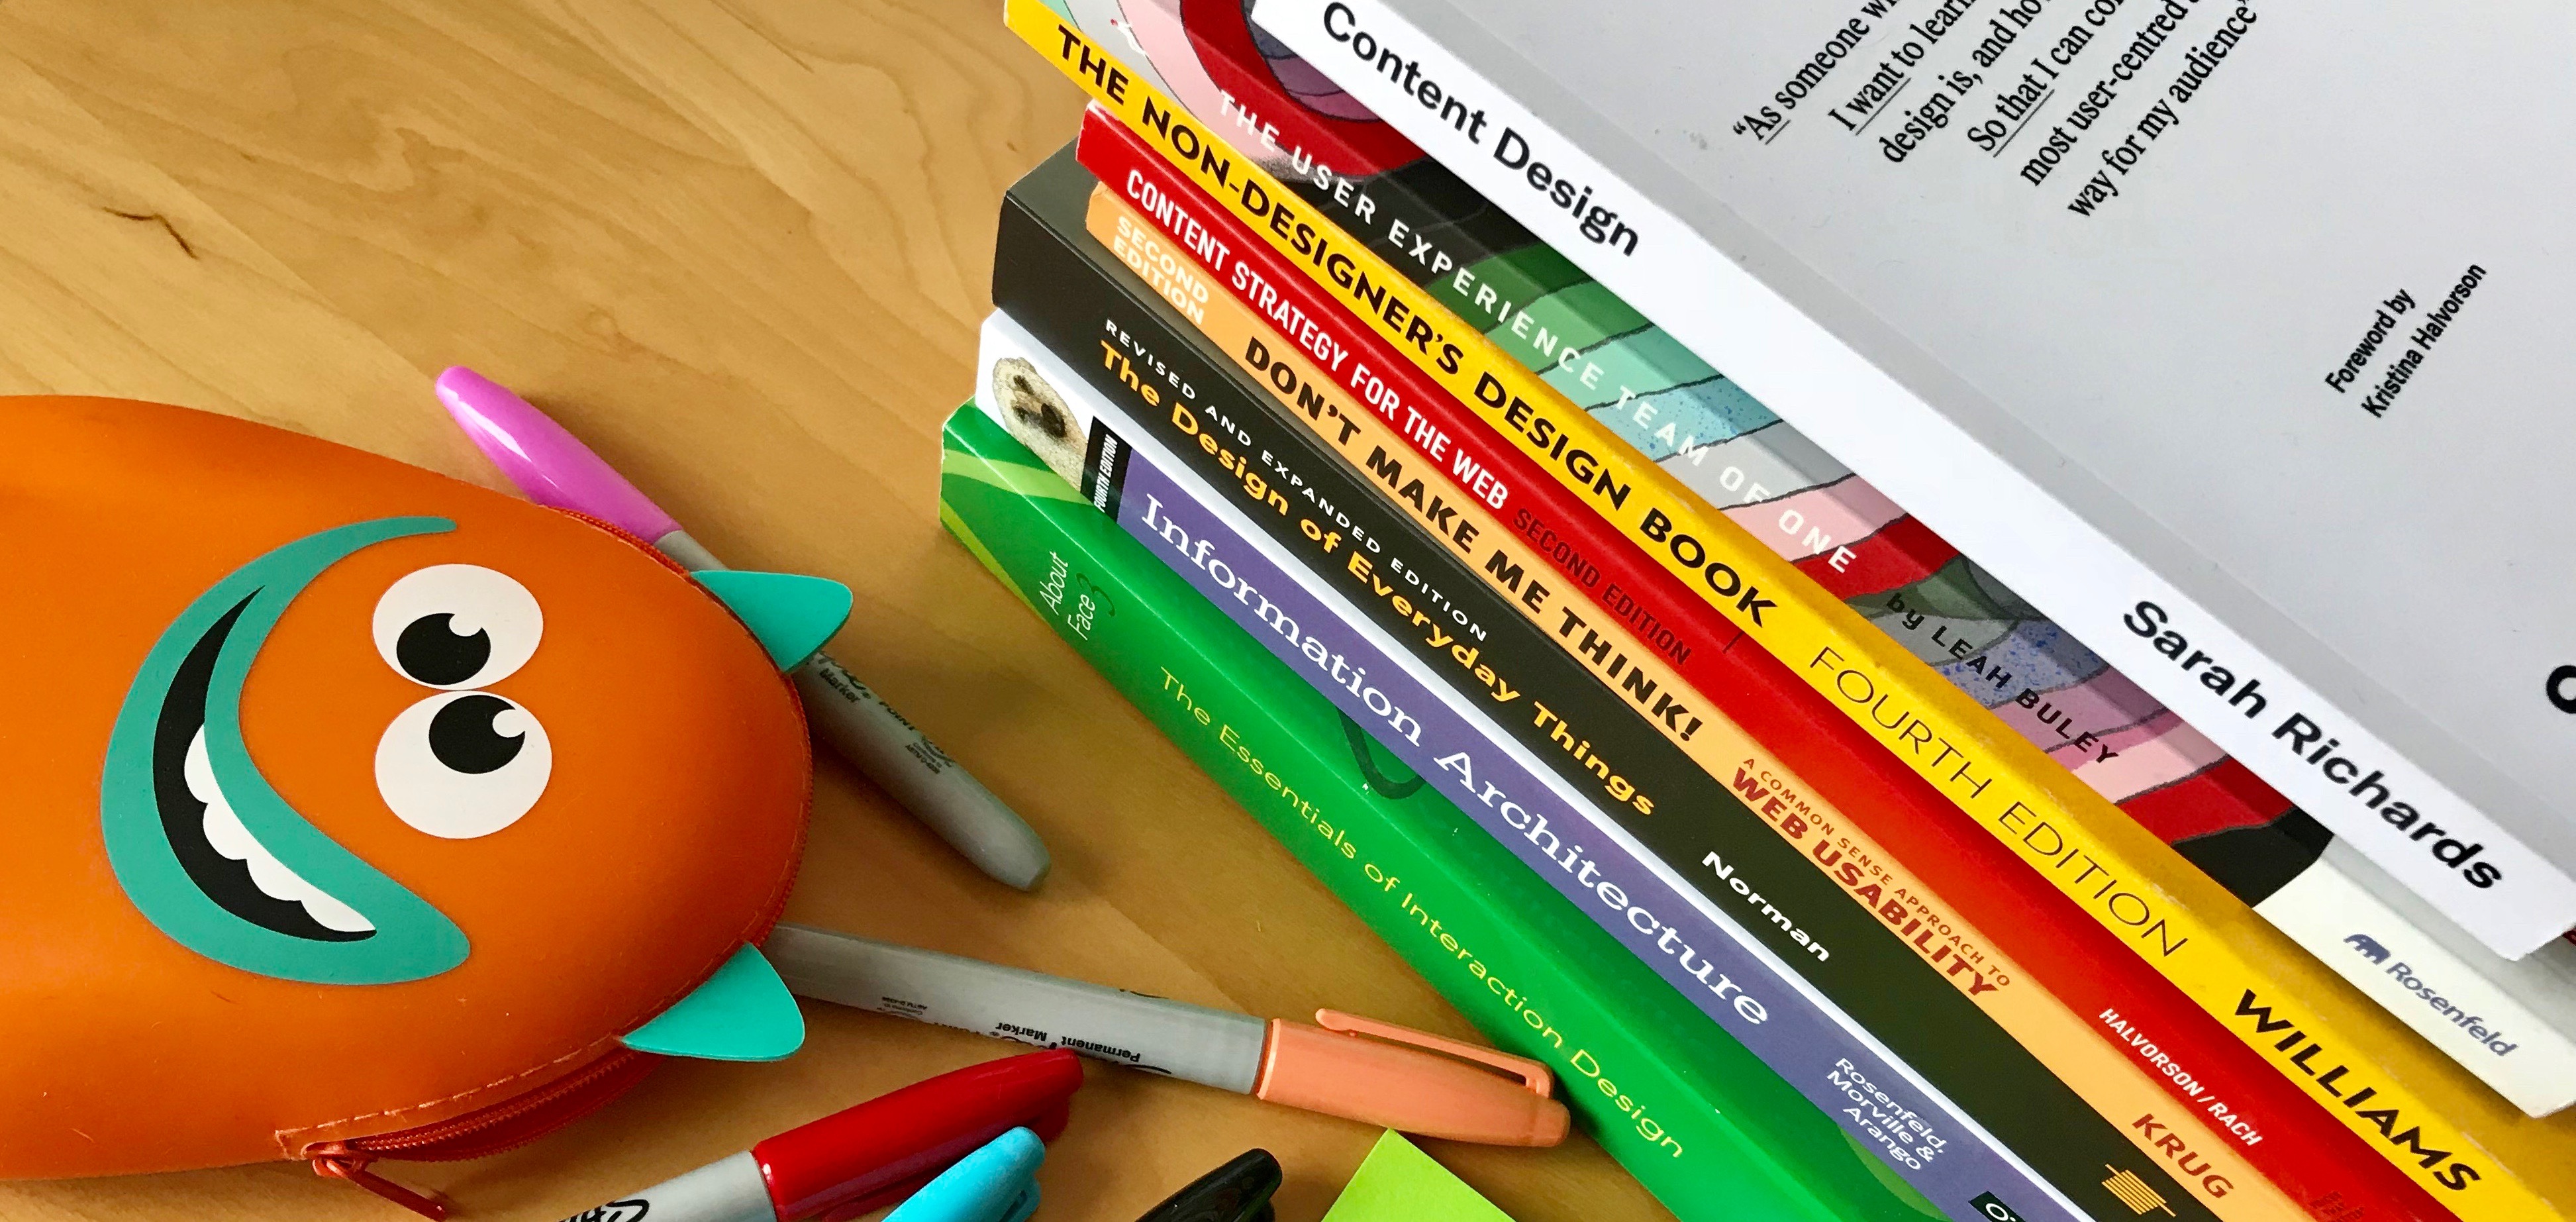 Content Design
Sarah Richards
“As someone
I want to learn
design is, and
So that I can
most user-centred
way for my audience”
Foreword by
Kristina Halvorson
THE USER EXPERIENCE TEAM OF ONE
by LEAH BULEY
Rosenfeld
THE NON-DESIGNER'S DESIGN BOOK
FOURTH EDITION
WILLIAMS
CONTENT STRATEGY FOR THE WEB
SECOND EDITION
HALVORSON / RACH
SECOND
EDITION
DON'T MAKE ME THINK!
A COMMON SENSE APPROACH TO
WEB USABILITY
KRUG
REVISED AND EXPANDED EDITION
The Design of Everyday Things
Norman
FOURTH EDITION
Information Architecture
Rosenfeld,
Morville &
Arango
About
Face 3
The Essentials of Interaction Design
Marker
Permanent
Marker